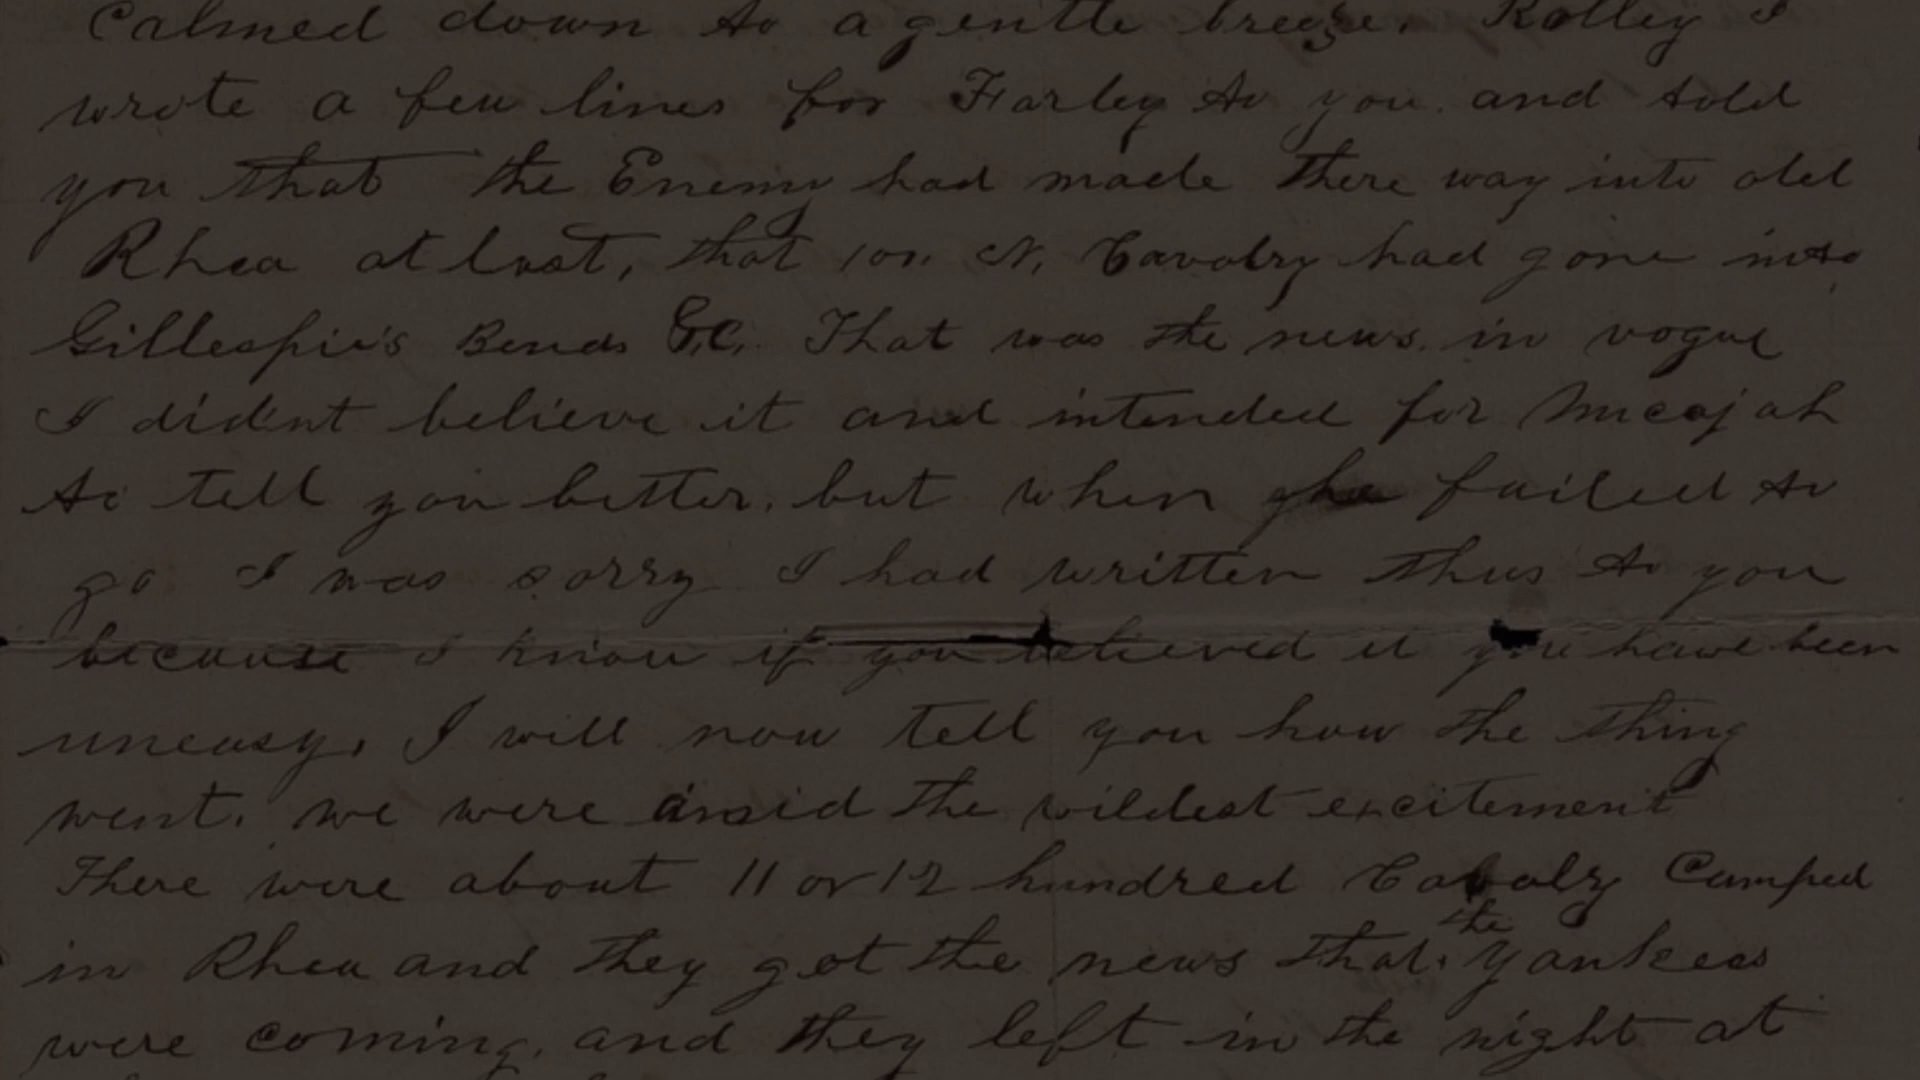 Calmed down to a gentle breeze. Rolley I
wrote a few lines for Farley to you and told
you that the Enemy had made there way into old
Rhea at last, that N. Cavalry had gone into
Gillespie's Bends &C. That was the news in vogue
I didn't believe it and intended for Micajah
to tell you better, but when he failed to
go I was sorry I had written thus to you
because I know if you believed it you have been
uneasy. I will now tell you how the thing
went. we were amid the wildest excitement
There were about 11 or 12 hundred Cavalry Camped
in Rhea and they got the news that the Yankees
were coming, and they left in the night at